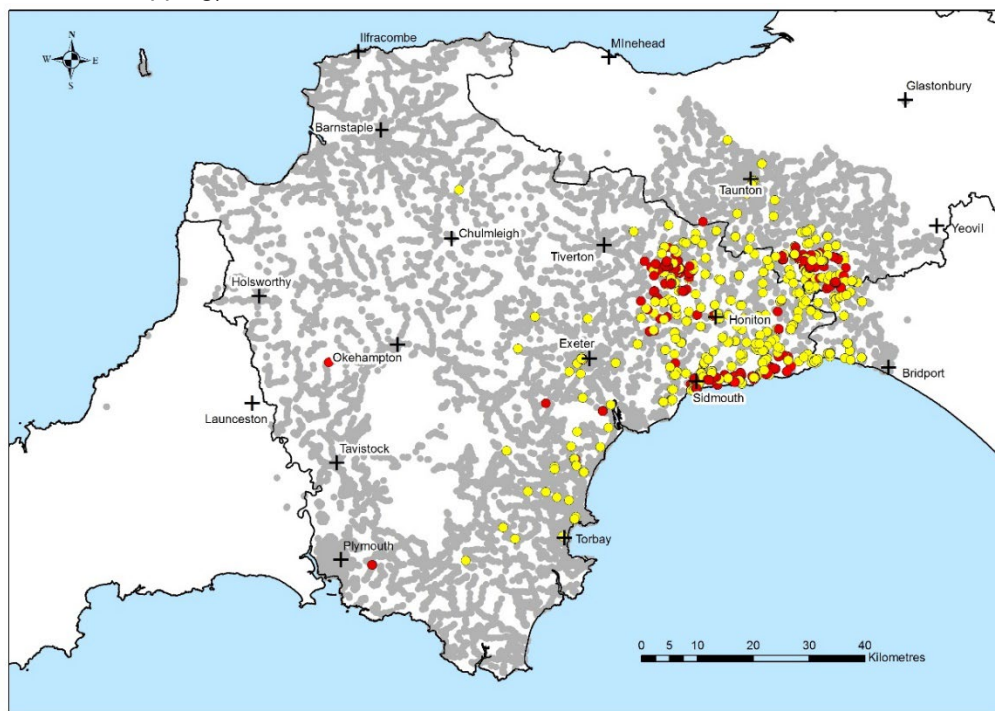 N
W E
S
Ilfracombe
Minehead
Glastonbury
Barnstaple
Taunton
Yeovil
Chulmleigh
Tiverton
Holsworthy
Honiton
Okehampton
Exeter
Bridport
Sidmouth
Launceston
Tavistock
Torbay
Plymouth
0 5 10 20 30 40
Kilometres